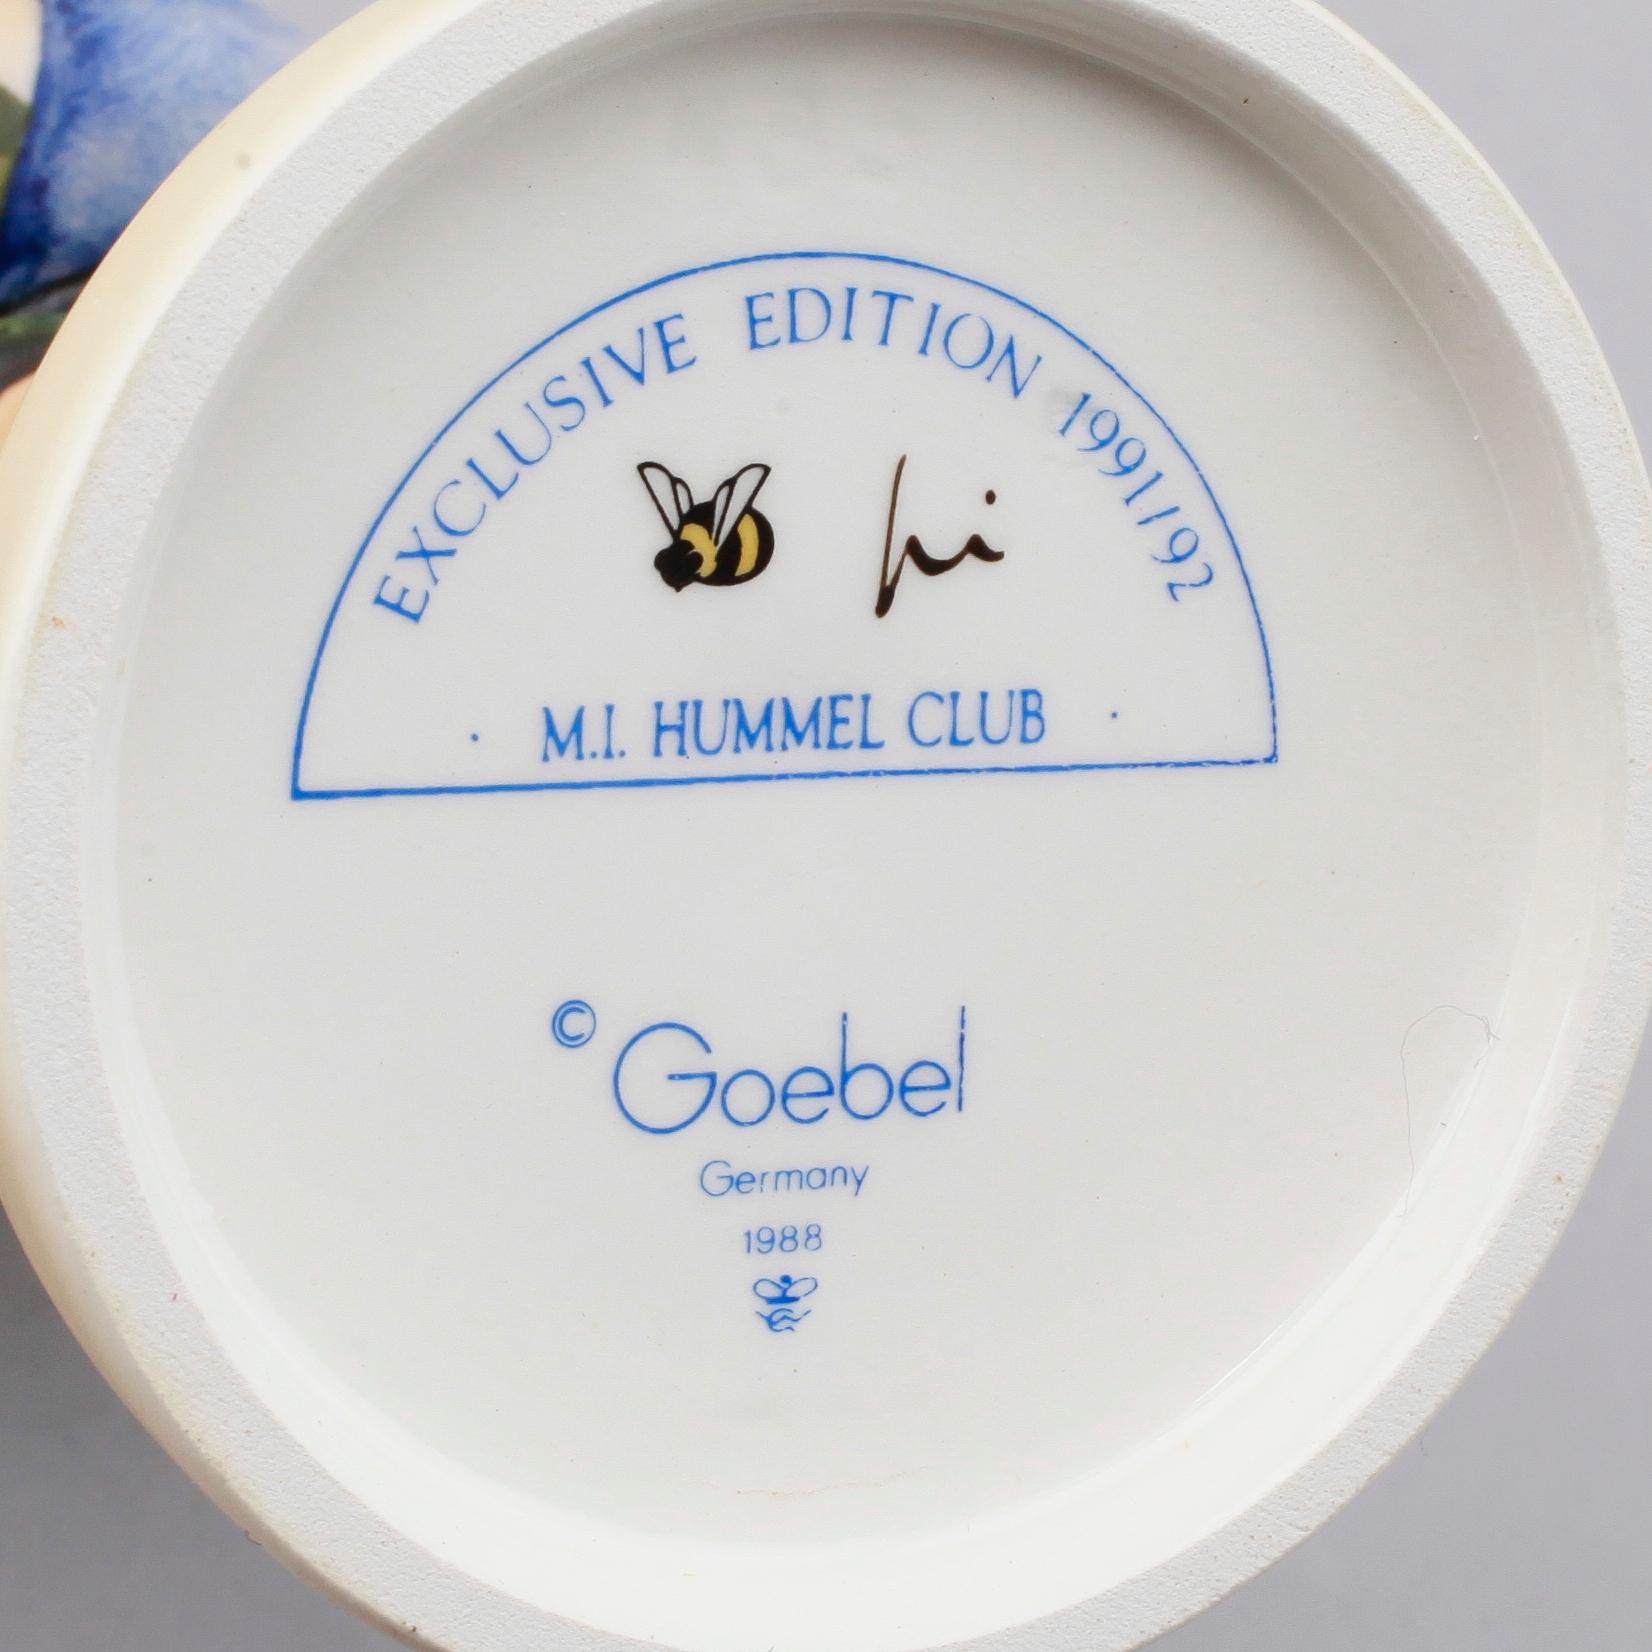 EXCLUSIVE EDITION 1991/92
· M.I. HUMMEL CLUB ·
© Goebel
Germany
1988